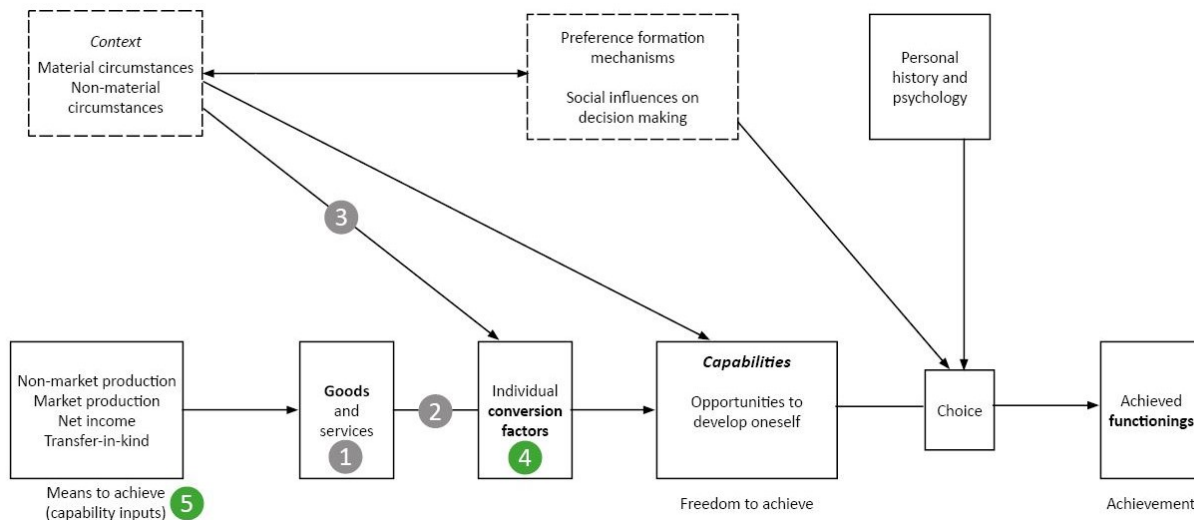 Context
Material circumstances
Non-material
circumstances
Preference formation
mechanisms
Social influences on
decision making
Personal
history and
psychology
3
Non-market production
Market production
Net income
Transfer-in-kind
Goods
and
services
1
2
Individual
conversion
factors
4
Capabilities
Opportunities to
develop oneself
Choice
Achieved
functionings
Means to achieve
(capability inputs)
5
Freedom to achieve
Achievement